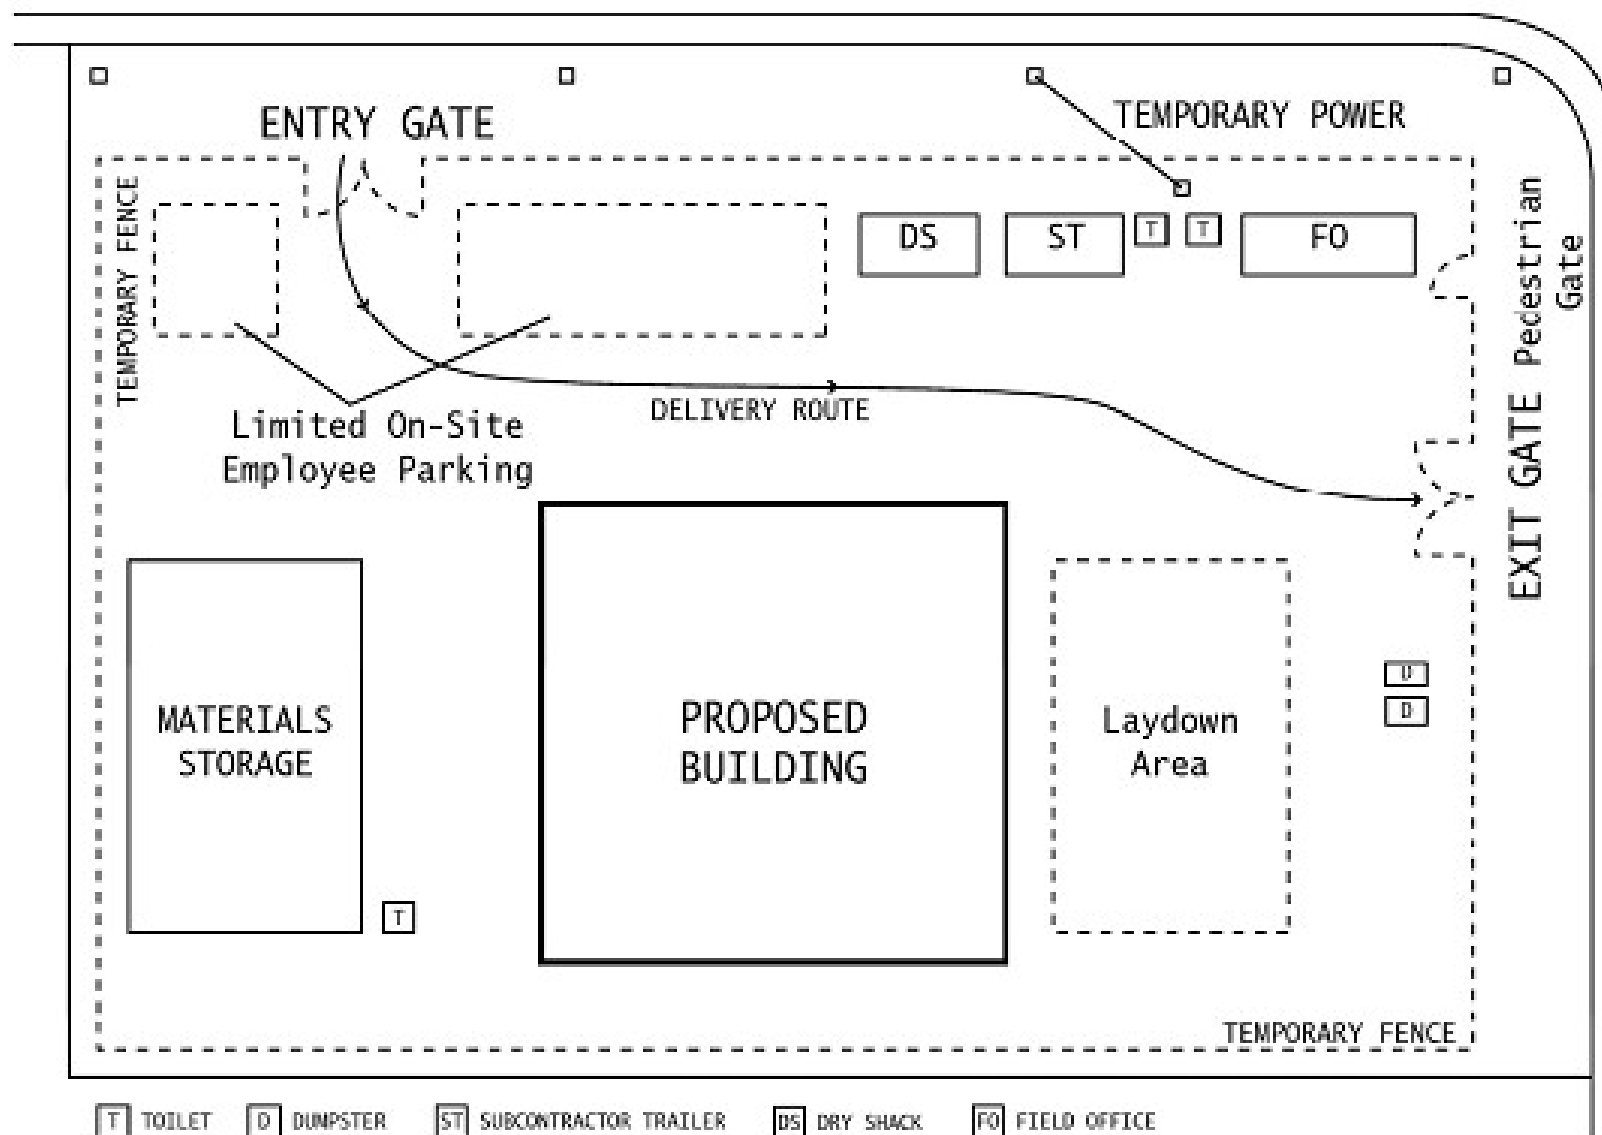 ENTRY GATE
TEMPORARY POWER
TEMPORARY FENCE
DS
ST
T
T
FO
Pedestrian
Gate
Limited On-Site
Employee Parking
DELIVERY ROUTE
EXIT GATE
MATERIALS
STORAGE
PROPOSED
BUILDING
Laydown
Area
D
D
T
TEMPORARY FENCE
T TOILET D DUMPSTER ST SUBCONTRACTOR TRAILER DS DRY SHACK FO FIELD OFFICE